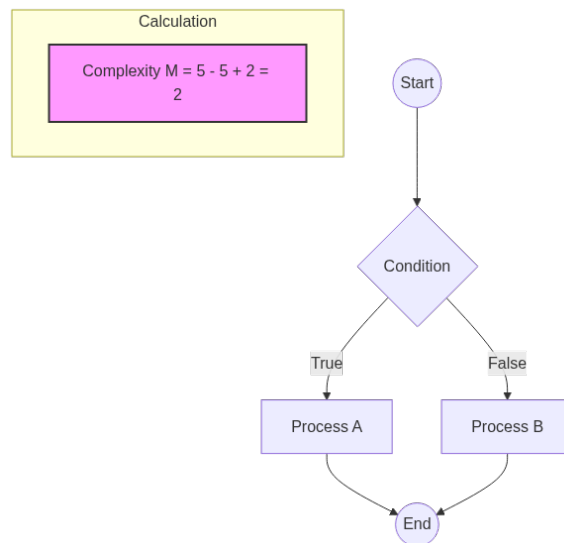 Calculation
Complexity M = 5 - 5 + 2 =
2
Start
Condition
True
False
Process A
Process B
End